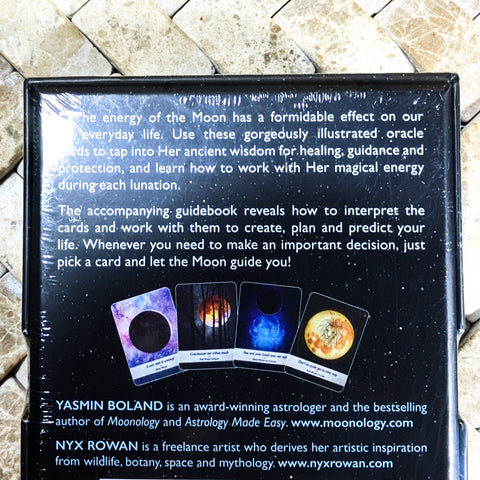 The energy of the Moon has a formidable effect on our
everyday life. Use these gorgeously illustrated oracle
cards to tap into Her ancient wisdom for healing, guidance and
protection, and learn how to work with Her magical energy
during each lunation.
The accompanying guidebook reveals how to interpret the
cards and work with them to create, plan and predict your
life. Whenever you need to make an important decision, just
pick a card and let the Moon guide you!
Conclusions are within reach
YASMIN BOLAND is an award-winning astrologer and the bestselling
author of Moonology and Astrology Made Easy. www.moonology.com
NYX ROWAN is a freelance artist who derives her artistic inspiration
from wildlife, botany, space and mythology. www.nyxrowan.com